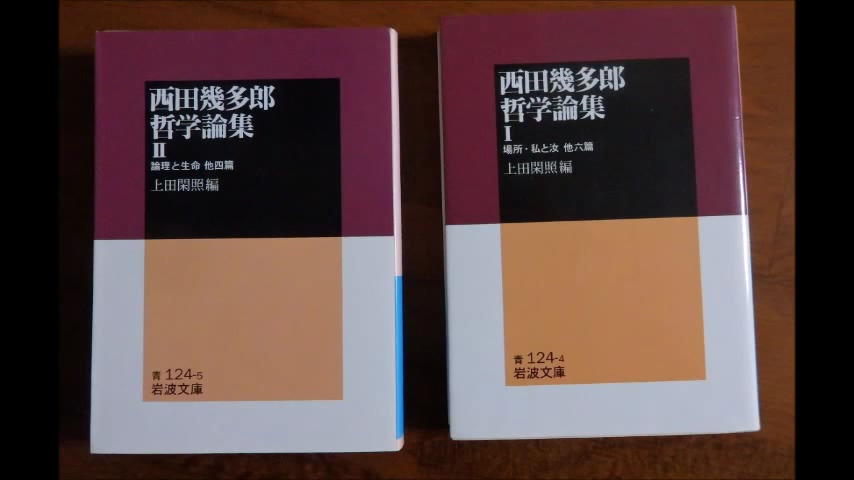 西田幾多郎
哲学論集
II
論理と生命 他四篇
上田閑照編
青 124-5
岩波文庫
西田幾多郎
哲学論集
I
場所・私と汝 他六篇
上田閑照編
青 124-4
岩波文庫